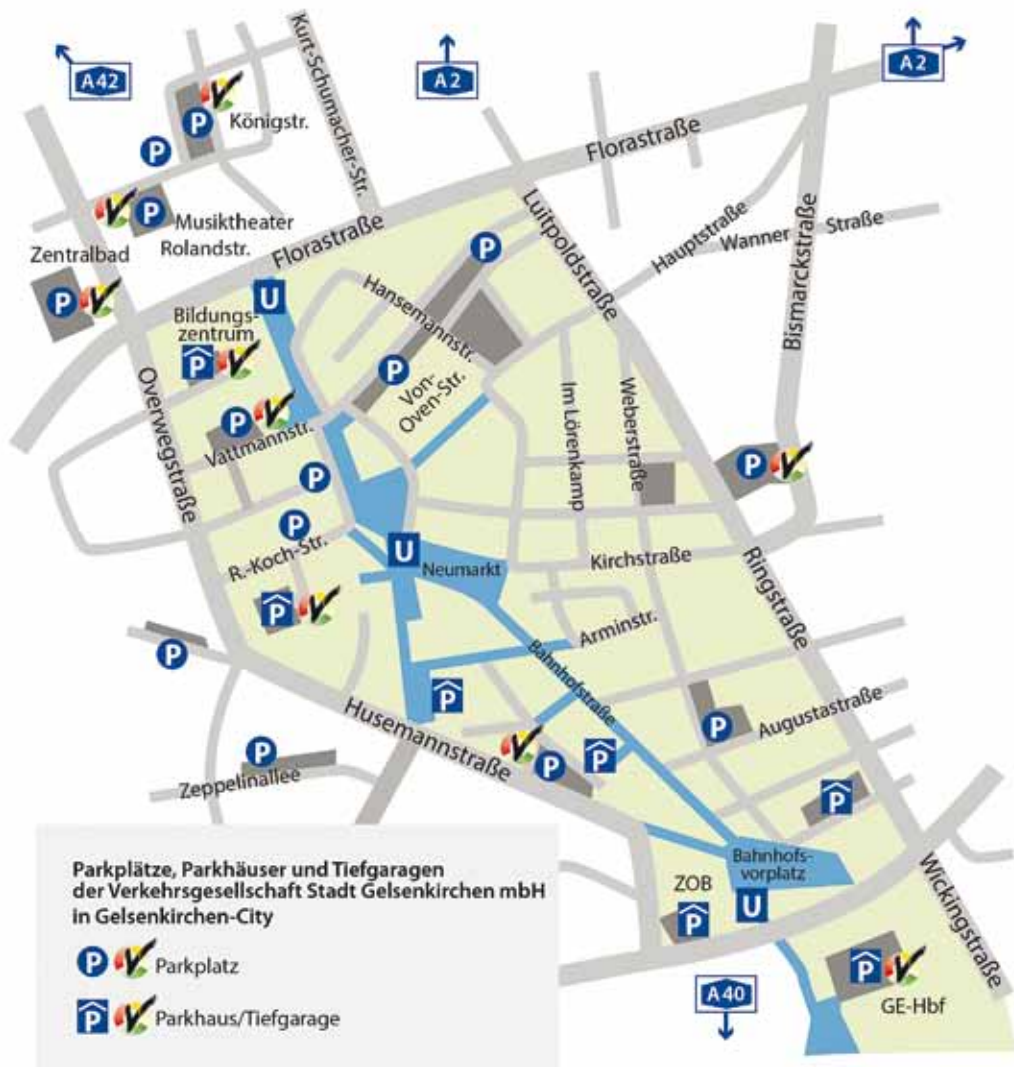 A42
A2
A2
Kurt-Schumacher-Str.
P
Königstr.
P
Florastraße
P
Musiktheater
Rolandstr.
Zentralbad
P
Florastraße
Luitpoldstraße
Hauptstraße
Wanner Straße
Bismarckstraße
U
P
Hansemannstr.
Bildungs-
zentrum
P
P
Von-
Oven-Str.
Overwegstraße
P
Vattmannstr.
Im Lörenkamp
Weberstraße
P
P
P
R.-Koch-Str.
U
Neumarkt
Kirchstraße
Ringstraße
P
Arminstr.
P
Bahnhofstraße
P
Husemannstraße
P
Augustastraße
P
Zeppelinallee
P
P
P
Bahnhofs-
vorplatz
ZOB
P
U
Wickingstraße
P
GE-Hbf
A40
Parkplätze, Parkhäuser und Tiefgaragen
der Verkehrsgesellschaft Stadt Gelsenkirchen mbH
in Gelsenkirchen-City
P Parkplatz
P Parkhaus/Tiefgarage